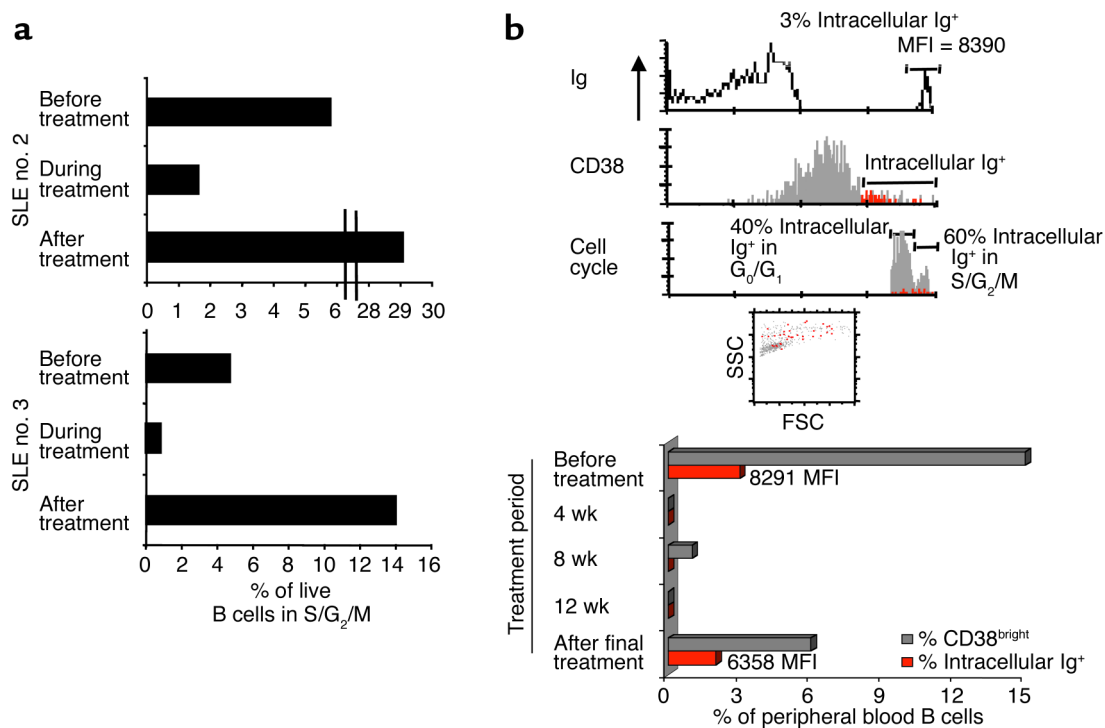 a
SLE no. 2
Before
treatment
During
treatment
After
treatment
0 1 2 3 4 5 6 28 29 30
SLE no. 3
Before
treatment
During
treatment
After
treatment
0 2 4 6 8 10 12 14 16
% of live
B cells in S/G₂/M
b
3% Intracellular Ig⁺
MFI = 8390
Ig
CD38
Intracellular Ig⁺
Cell
cycle
40% Intracellular
Ig⁺ in
G₀/G₁
60% Intracellular
Ig⁺ in
S/G₂/M
SSC
FSC
Treatment period
Before
treatment
8291 MFI
4 wk
8 wk
12 wk
After final
treatment
6358 MFI
% CD38ᵇʳⁱᵍʰᵗ
% Intracellular Ig⁺
0 3 6 9 12 15
% of peripheral blood B cells